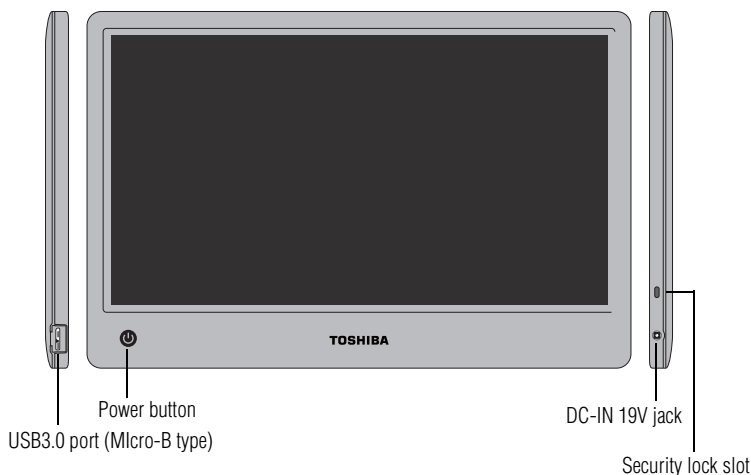 TOSHIBA
Power button
DC-IN 19V jack
USB3.0 port (MIcro-B type)
Security lock slot